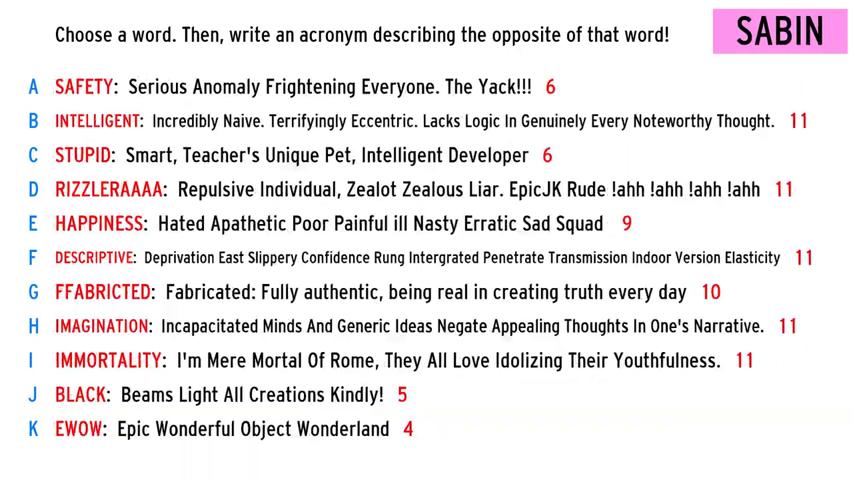 Choose a word. Then, write an acronym describing the opposite of that word!
SABIN
A SAFETY: Serious Anomaly Frightening Everyone. The Yack!!! 6
B INTELLIGENT: Incredibly Naive. Terrifyingly Eccentric. Lacks Logic In Genuinely Every Noteworthy Thought. 11
C STUPID: Smart, Teacher's Unique Pet, Intelligent Developer 6
D RIZZLERAAAA: Repulsive Individual, Zealot Zealous Liar. EpicJK Rude !ahh !ahh !ahh !ahh 11
E HAPPINESS: Hated Apathetic Poor Painful ill Nasty Erratic Sad Squad 9
F DESCRIPTIVE: Deprivation East Slippery Confidence Rung Intergrated Penetrate Transmission Indoor Version Elasticity 11
G FFABRICTED: Fabricated: Fully authentic, being real in creating truth every day 10
H IMAGINATION: Incapacitated Minds And Generic Ideas Negate Appealing Thoughts In One's Narrative. 11
I IMMORTALITY: I'm Mere Mortal Of Rome, They All Love Idolizing Their Youthfulness. 11
J BLACK: Beams Light All Creations Kindly! 5
K EWOW: Epic Wonderful Object Wonderland 4